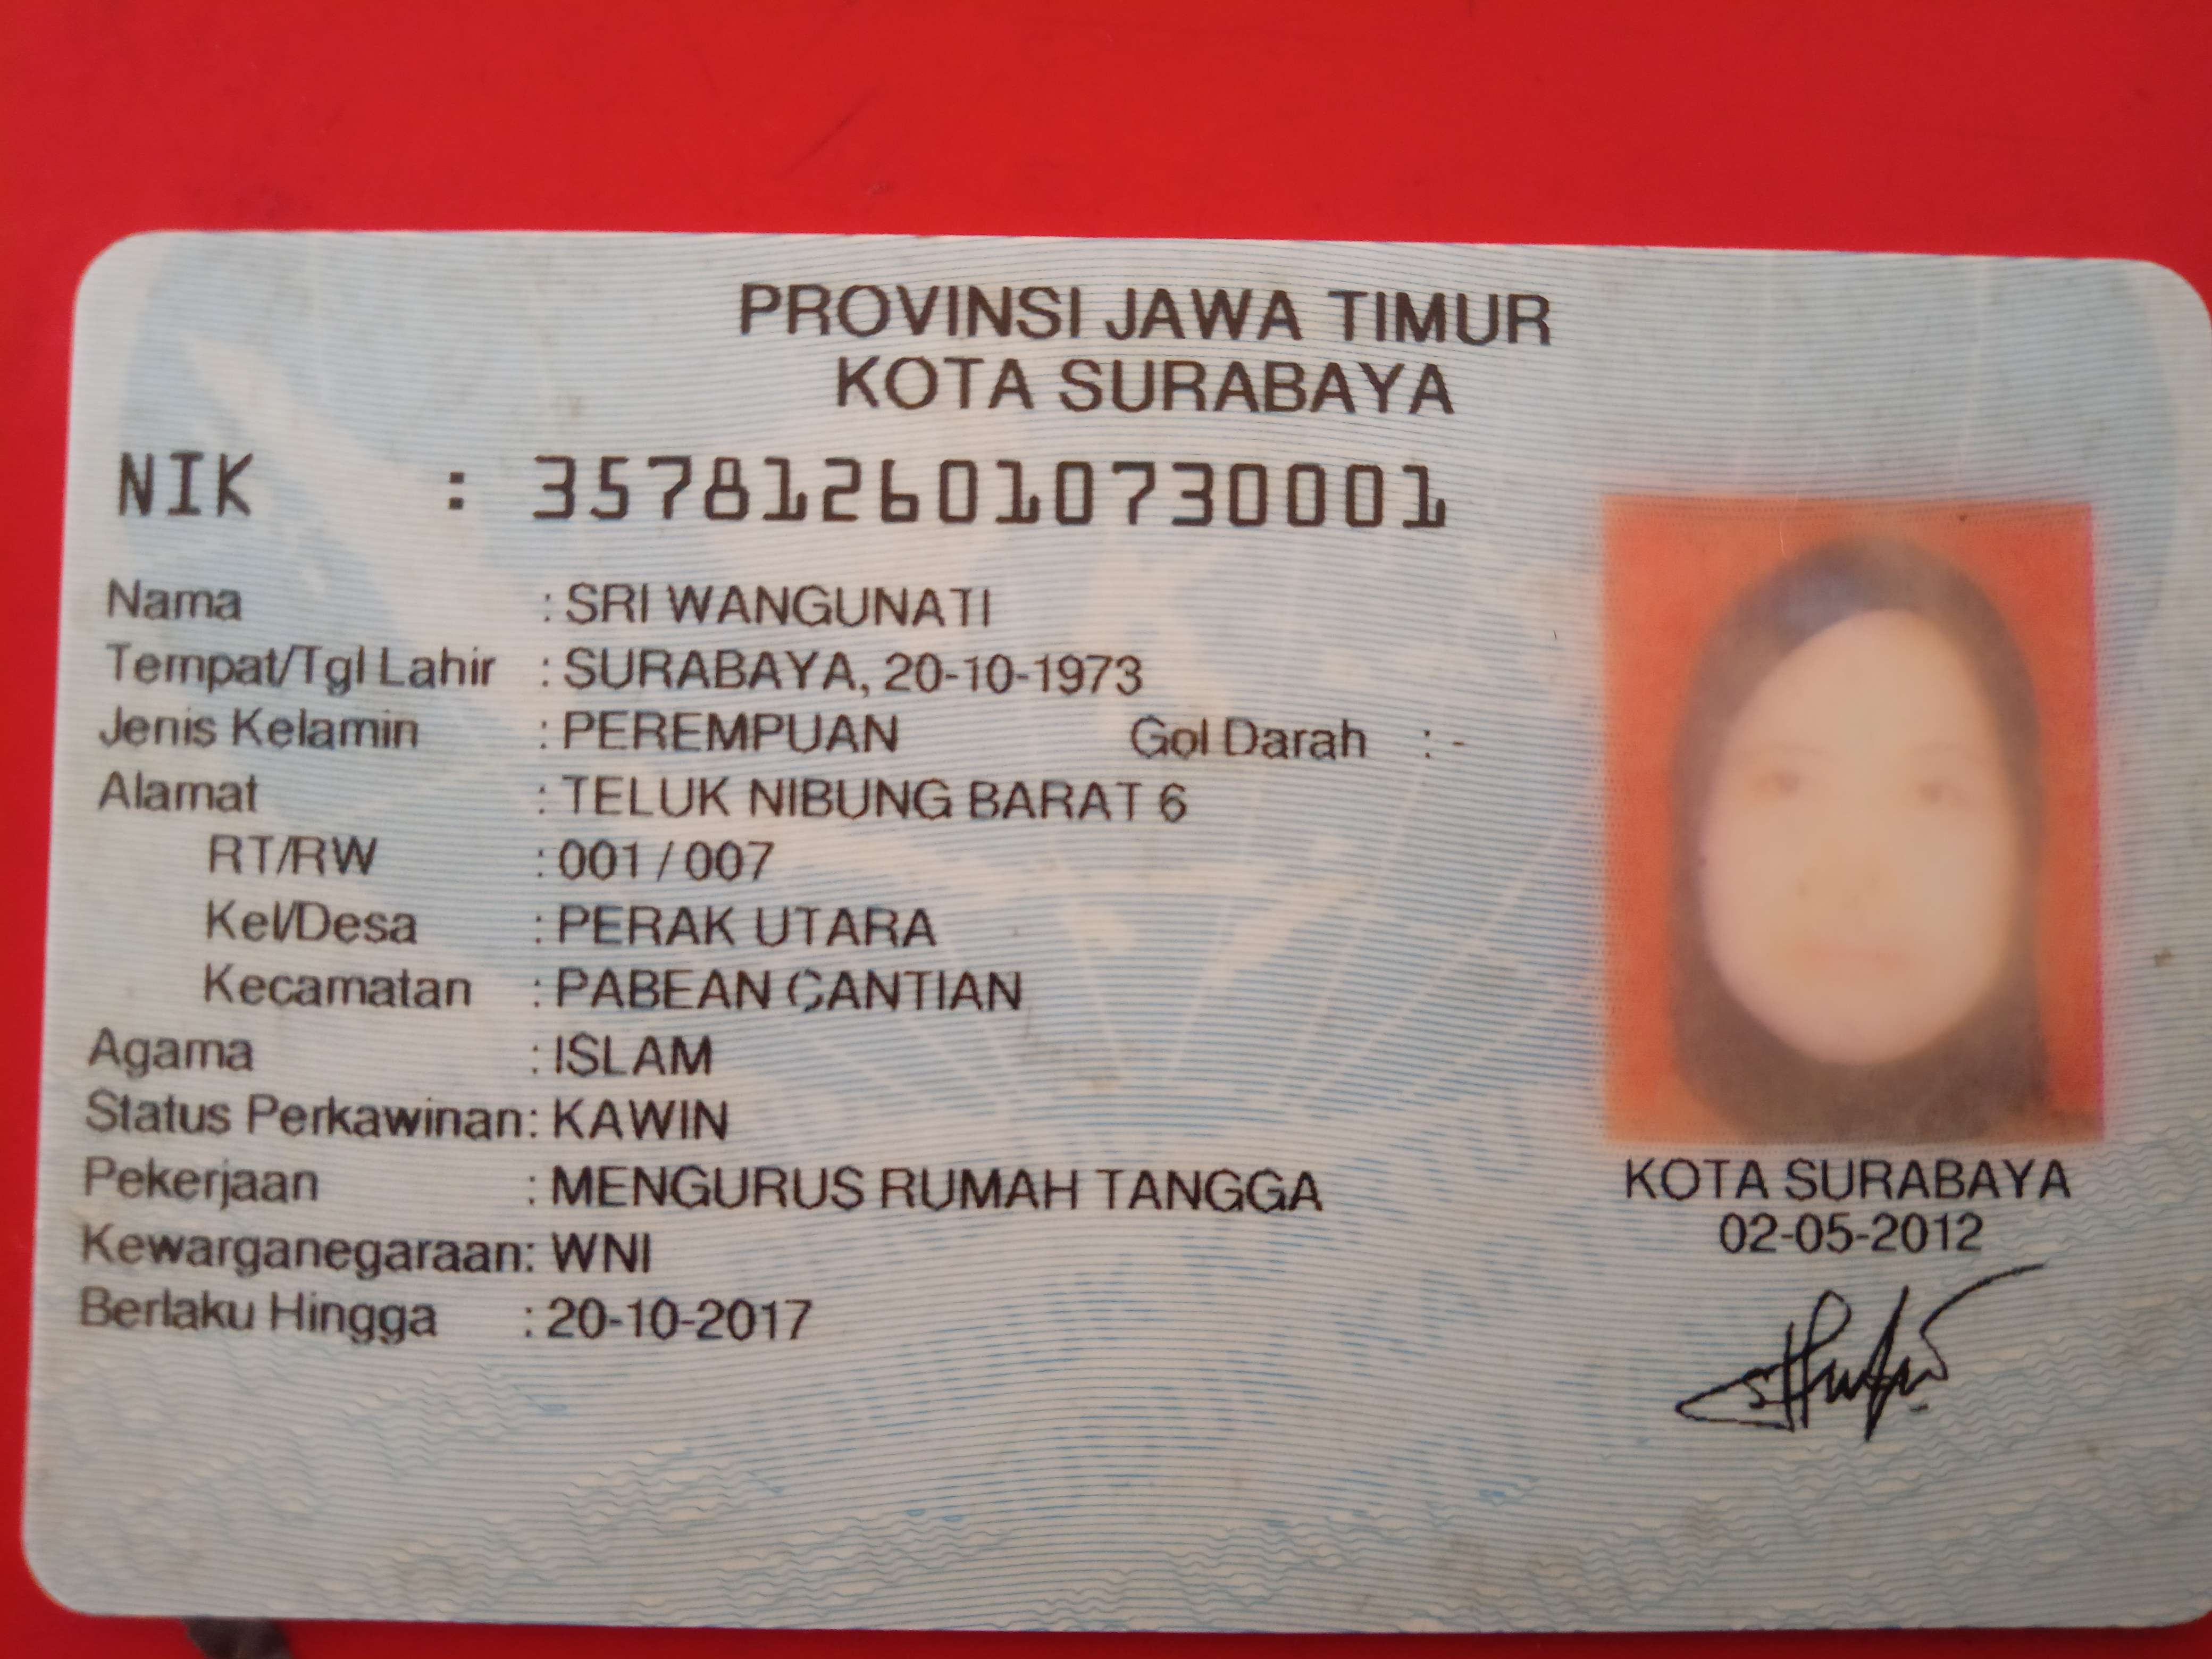 PROVINSI JAWA TIMUR
KOTA SURABAYA
NIK : 3578126010730001
Nama : SRI WANGUNATI
Tempat/Tgl Lahir : SURABAYA, 20-10-1973
Jenis Kelamin : PEREMPUAN Gol Darah : -
Alamat : TELUK NIBUNG BARAT 6
RT/RW : 001 / 007
Kel/Desa : PERAK UTARA
Kecamatan : PABEAN CANTIAN
Agama : ISLAM
Status Perkawinan: KAWIN
Pekerjaan : MENGURUS RUMAH TANGGA
Kewarganegaraan: WNI
Berlaku Hingga : 20-10-2017
KOTA SURABAYA
02-05-2012